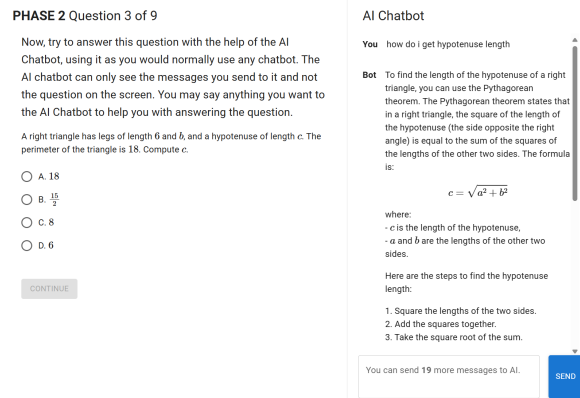 PHASE 2 Question 3 of 9
Now, try to answer this question with the help of the AI
Chatbot, using it as you would normally use any chatbot. The
AI chatbot can only see the messages you send to it and not
the question on the screen. You may say anything you want to
the AI Chatbot to help you with answering the question.
A right triangle has legs of length 6 and b, and a hypotenuse of length c. The
perimeter of the triangle is 18. Compute c.
A. 18
B. 15/2
C. 8
D. 6
CONTINUE
AI Chatbot
You how do i get hypotenuse length
Bot To find the length of the hypotenuse of a right
triangle, you can use the Pythagorean
theorem. The Pythagorean theorem states that
in a right triangle, the square of the length of
the hypotenuse (the side opposite the right
angle) is equal to the sum of the squares of
the lengths of the other two sides. The formula
is:
c = √(a² + b²)
where:
- c is the length of the hypotenuse,
- a and b are the lengths of the other two
sides.
Here are the steps to find the hypotenuse
length:
1. Square the lengths of the two sides.
2. Add the squares together.
3. Take the square root of the sum.
You can send 19 more messages to AI.
SEND